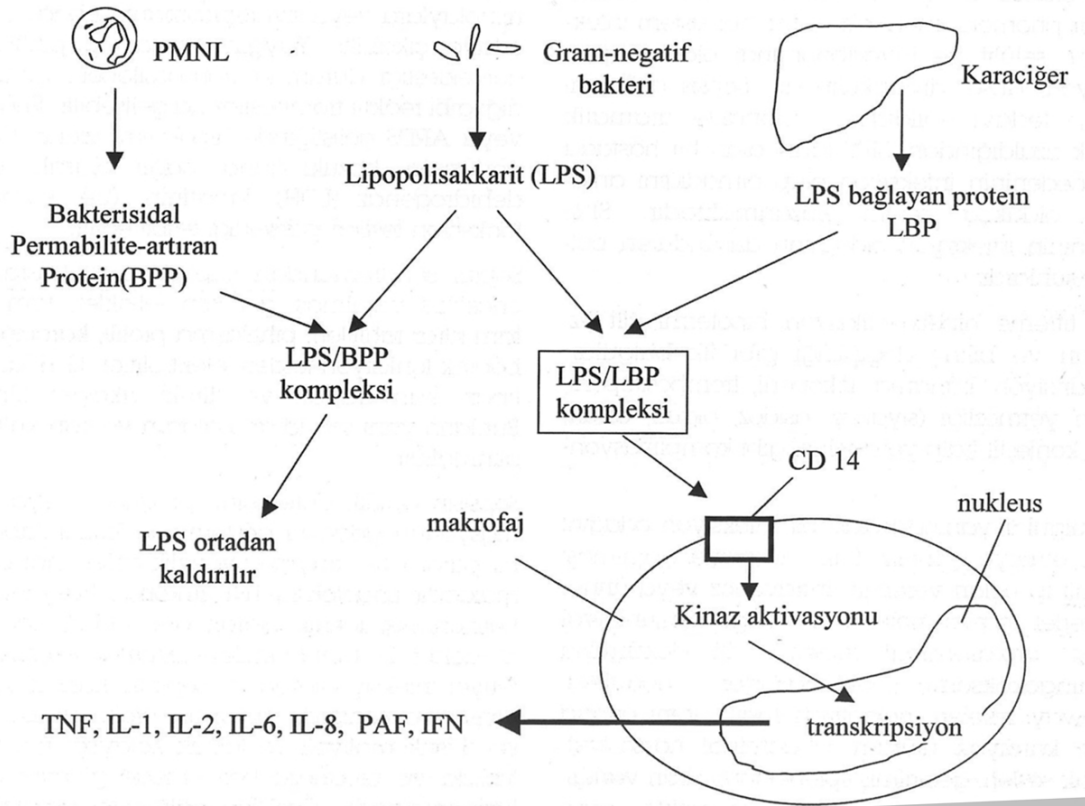 PMNL
Gram-negatif
bakteri
Karaciğer
Lipopolisakkarit (LPS)
LPS bağlayan protein
LBP
Bakterisidal
Permabilite-artıran
Protein(BPP)
LPS/BPP
kompleksi
LPS/LBP
kompleksi
CD 14
nukleus
makrofaj
LPS ortadan
kaldırılır
Kinaz aktivasyonu
transkripsiyon
TNF, IL-1, IL-2, IL-6, IL-8, PAF, IFN